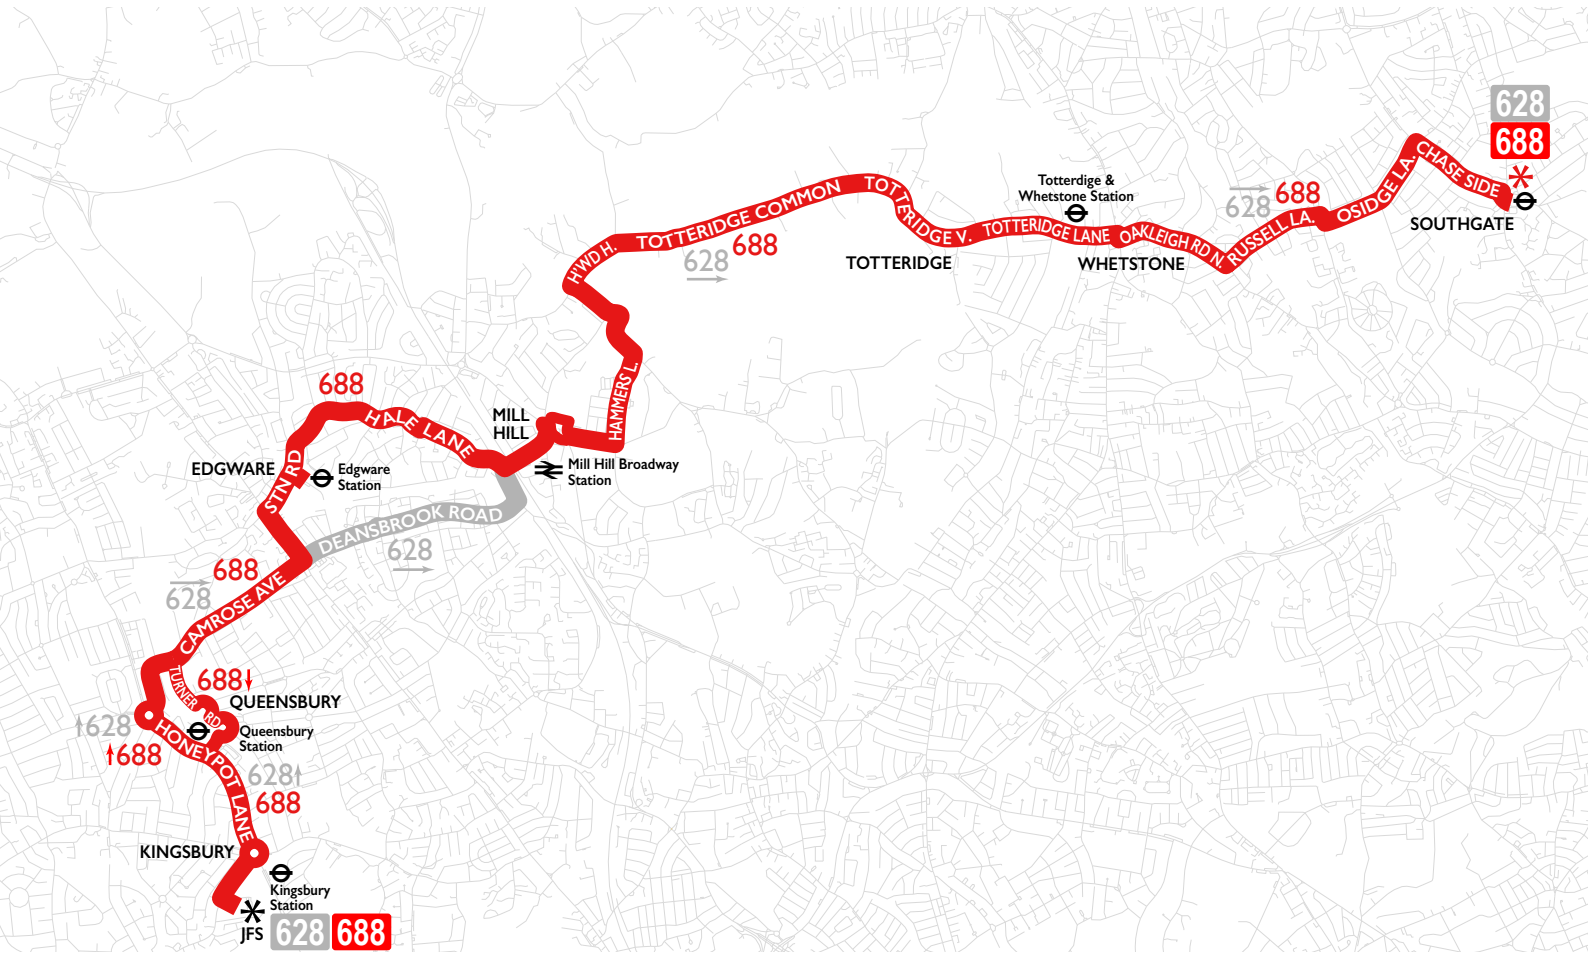 628
688
CHASE SIDE
SOUTHGATE
OSIDGE LA.
688
628
RUSSELL LA.
Totterdige &
Whetstone Station
OAKLEIGH RD N.
WHETSTONE
TOTTERIDGE LANE
TOTTERIDGE V.
TOTTERIDGE
TOTTERIDGE COMMON
688
628
H'WD H.
HAMMERS L.
MILL
HILL
Mill Hill Broadway
Station
688
HALE LANE
EDGWARE
STN RD
Edgware
Station
DEANSBROOK ROAD
628
688
628
CAMROSE AVE
TURNER RD
688
QUEENSBURY
Queensbury
Station
628
688
HONEYPOT LANE
628
688
KINGSBURY
Kingsbury
Station
JFS
628 688